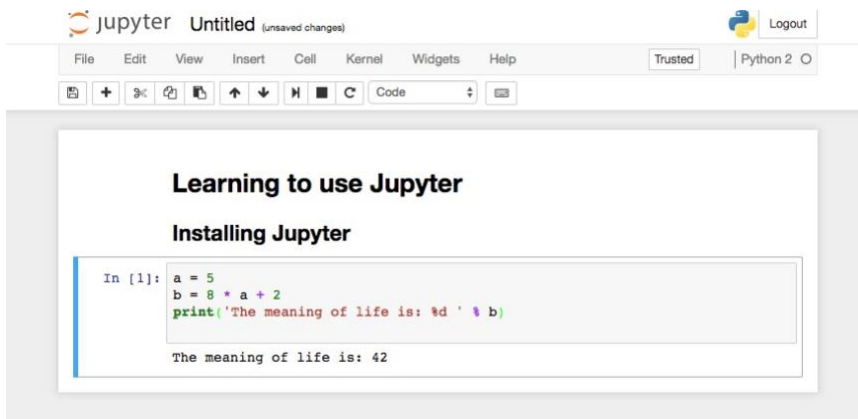 jupyter Untitled (unsaved changes) Logout
File Edit View Insert Cell Kernel Widgets Help Trusted Python 2
Code
Learning to use Jupyter
Installing Jupyter
In [1]: a = 5
b = 8 * a + 2
print('The meaning of life is: %d ' % b)
The meaning of life is: 42